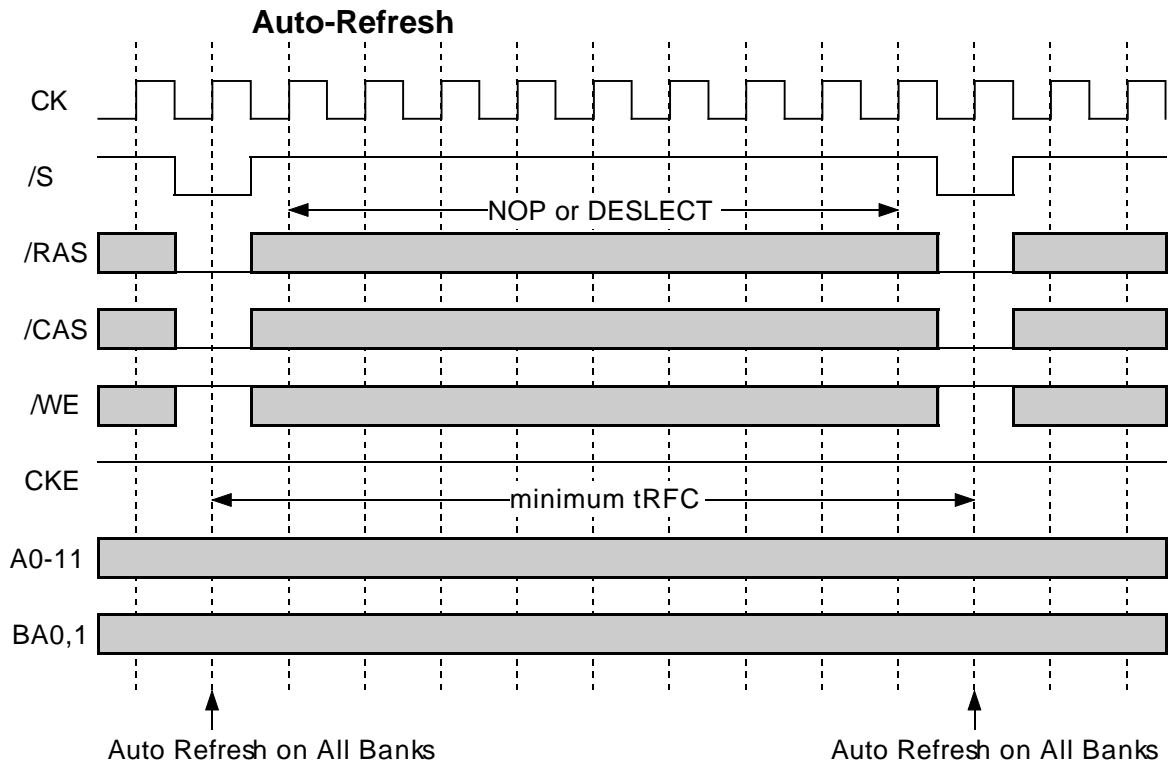 Auto-Refresh
CK
/S
NOP or DESLECT
/RAS
/CAS
/WE
CKE
minimum tRFC
A0-11
BA0,1
Auto Refresh on All Banks
Auto Refresh on All Banks